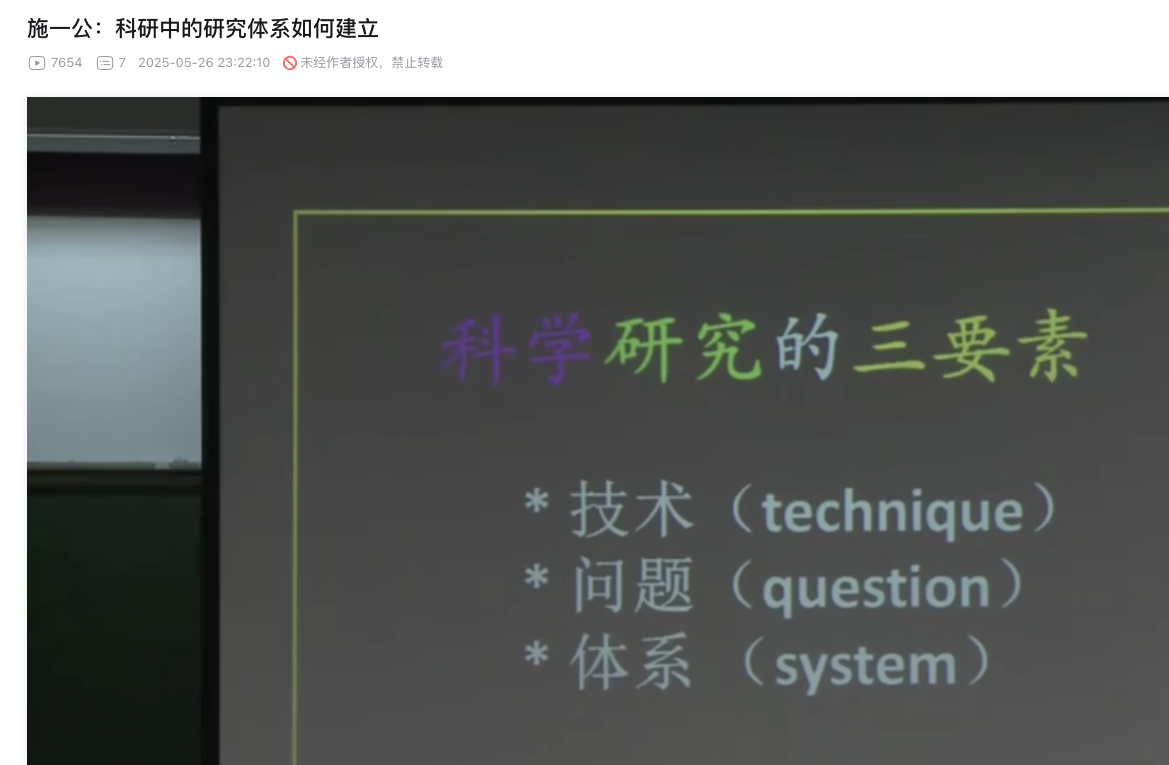 施一公：科研中的研究体系如何建立
7654 7 2025-05-26 23:22:10 未经作者授权，禁止转载
科学研究的三要素
* 技术（technique）
* 问题（question）
* 体系（system）